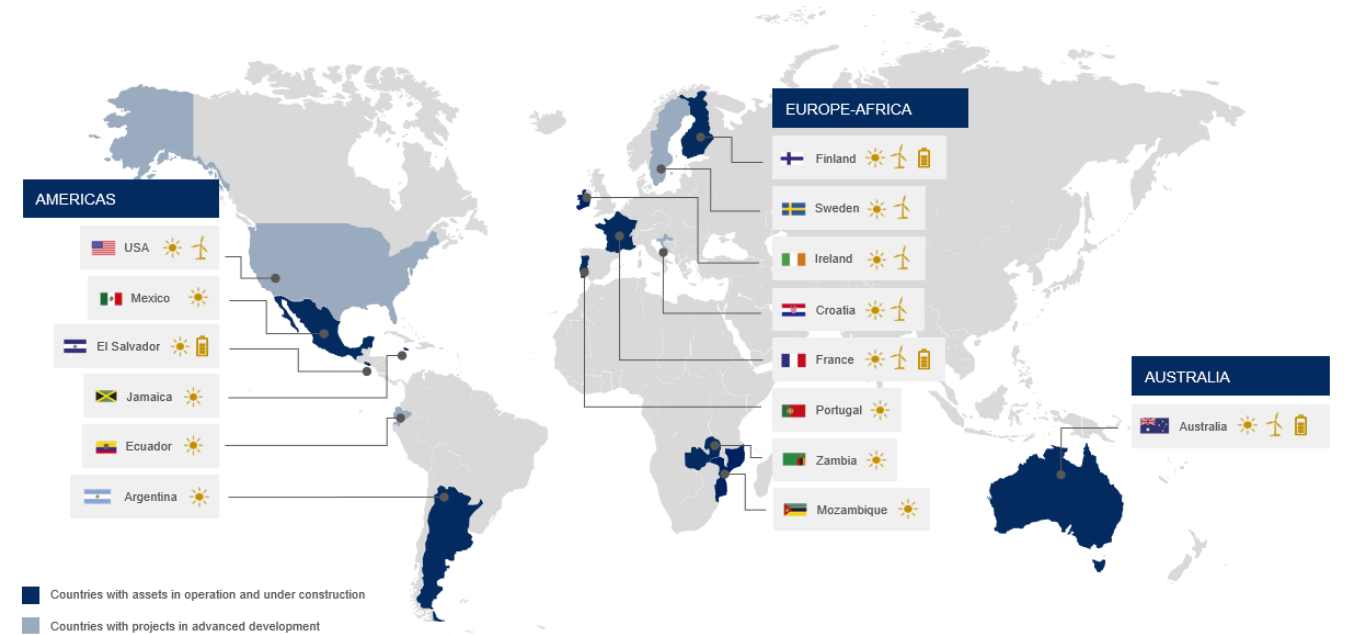 AMERICAS
USA
Mexico
El Salvador
Jamaica
Ecuador
Argentina
EUROPE-AFRICA
Finland
Sweden
Ireland
Croatia
France
Portugal
Zambia
Mozambique
AUSTRALIA
Australia
Countries with assets in operation and under construction
Countries with projects in advanced development